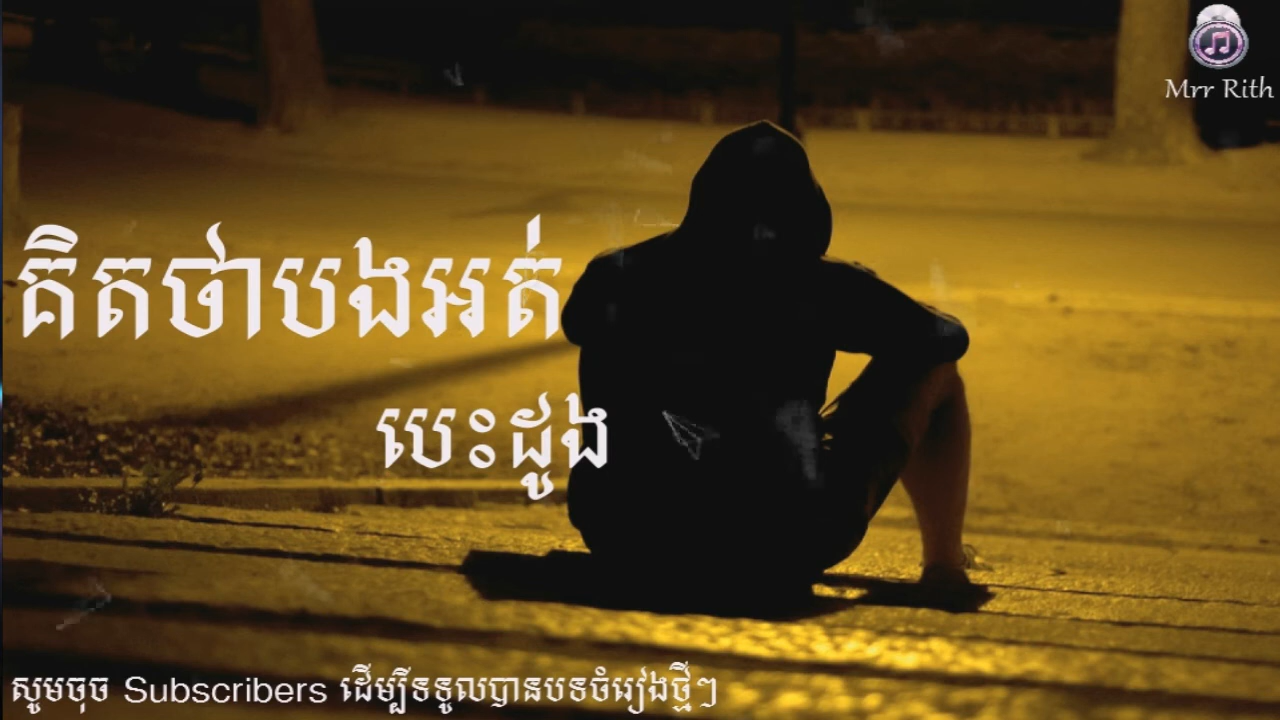 Mrr Rith
គិតថាបងអត់
បេះដូង
សូមចុច Subscribers ដើម្បីទទួលបានបទចំរៀងថ្មីៗ